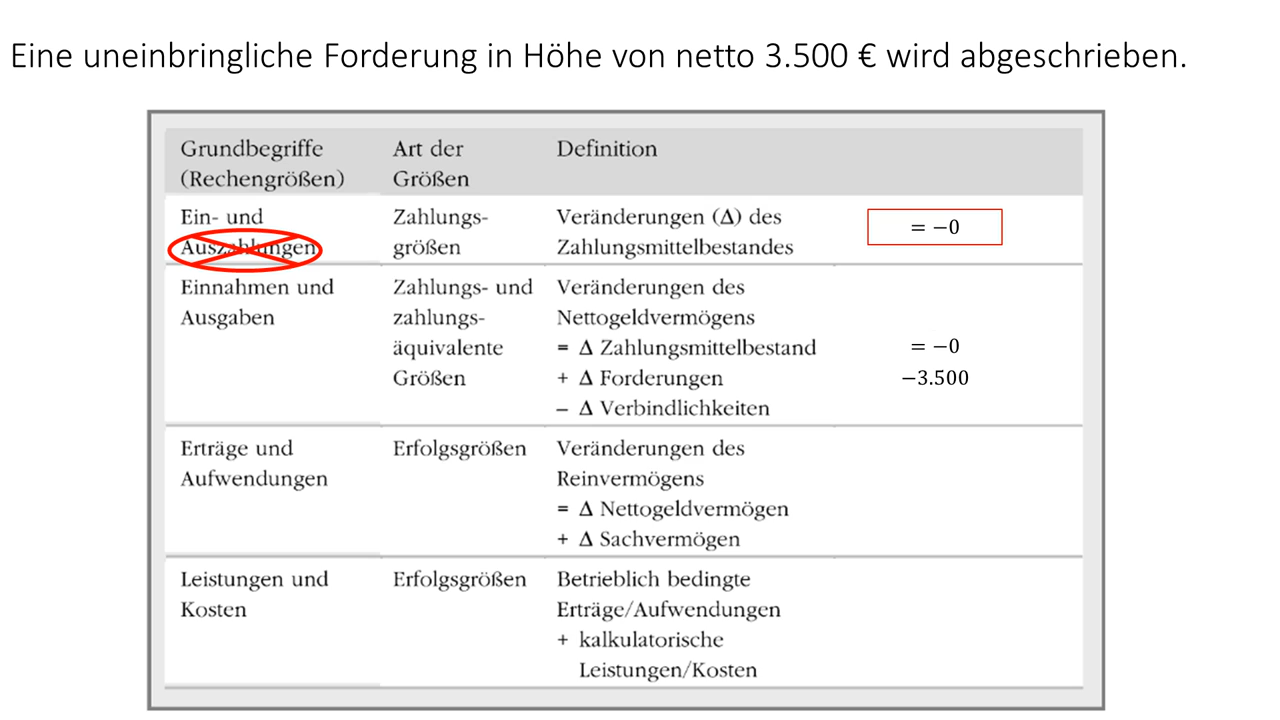 Eine uneinbringliche Forderung in Höhe von netto 3.500 € wird abgeschrieben.
Grundbegriffe
(Rechengrößen)
Art der
Größen
Definition
Ein- und
Auszahlungen
Zahlungs-
größen
Veränderungen (Δ) des
Zahlungsmittelbestandes
= −0
Einnahmen und
Ausgaben
Zahlungs- und
zahlungs-
äquivalente
Größen
Veränderungen des
Nettogeldvermögens
= Δ Zahlungsmittelbestand
+ Δ Forderungen
– Δ Verbindlichkeiten
= −0
−3.500
Erträge und
Aufwendungen
Erfolgsgrößen
Veränderungen des
Reinvermögens
= Δ Nettogeldvermögen
+ Δ Sachvermögen
Leistungen und
Kosten
Erfolgsgrößen
Betrieblich bedingte
Erträge/Aufwendungen
+ kalkulatorische
Leistungen/Kosten